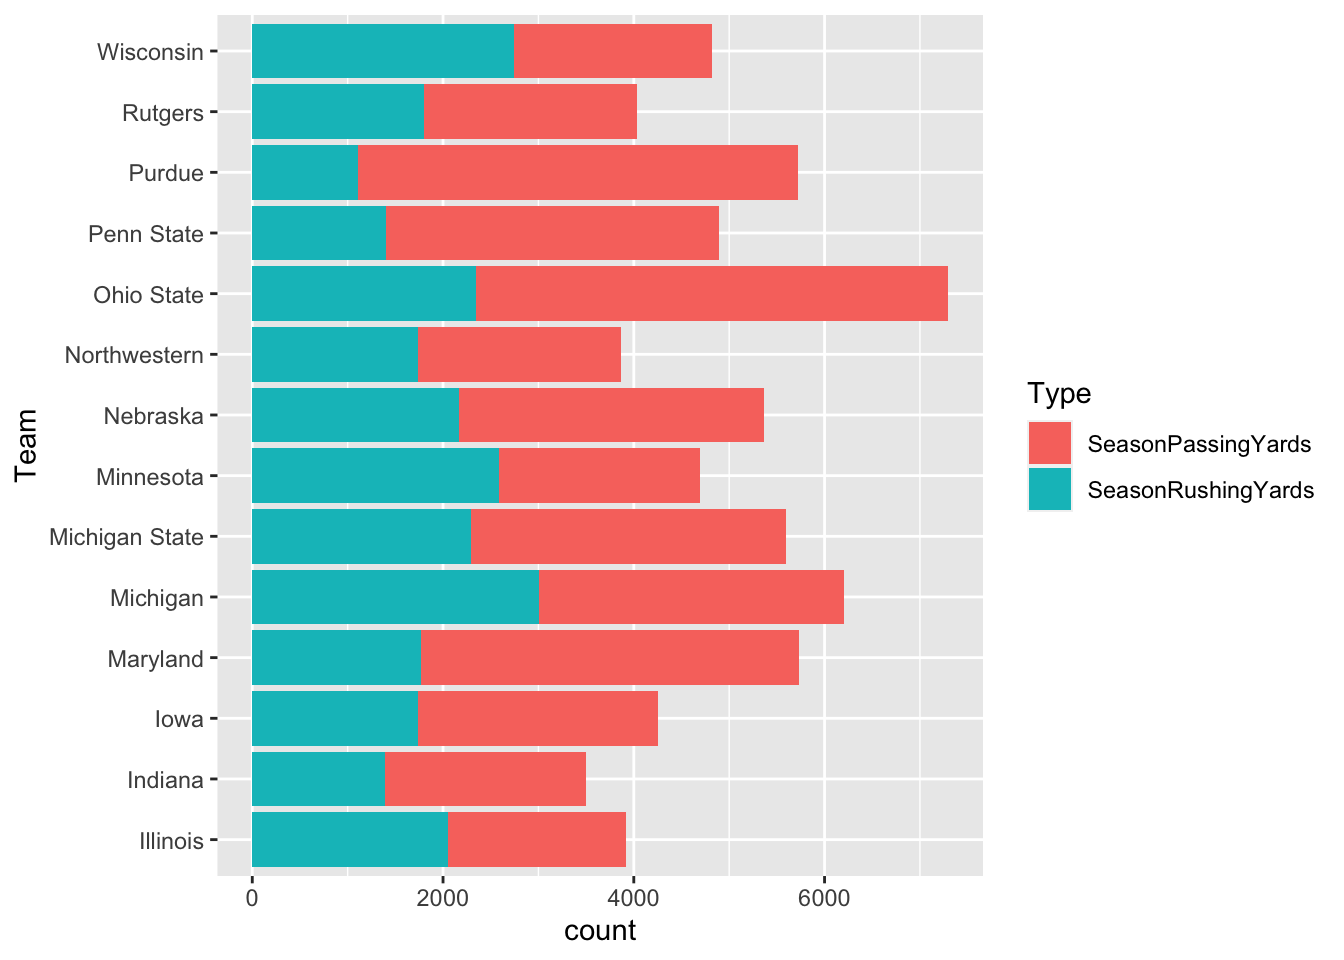 Wisconsin
Rutgers
Purdue
Penn State
Ohio State
Northwestern
Nebraska
Minnesota
Michigan State
Michigan
Maryland
Iowa
Indiana
Illinois
Team
0 2000 4000 6000
count
Type
SeasonPassingYards
SeasonRushingYards